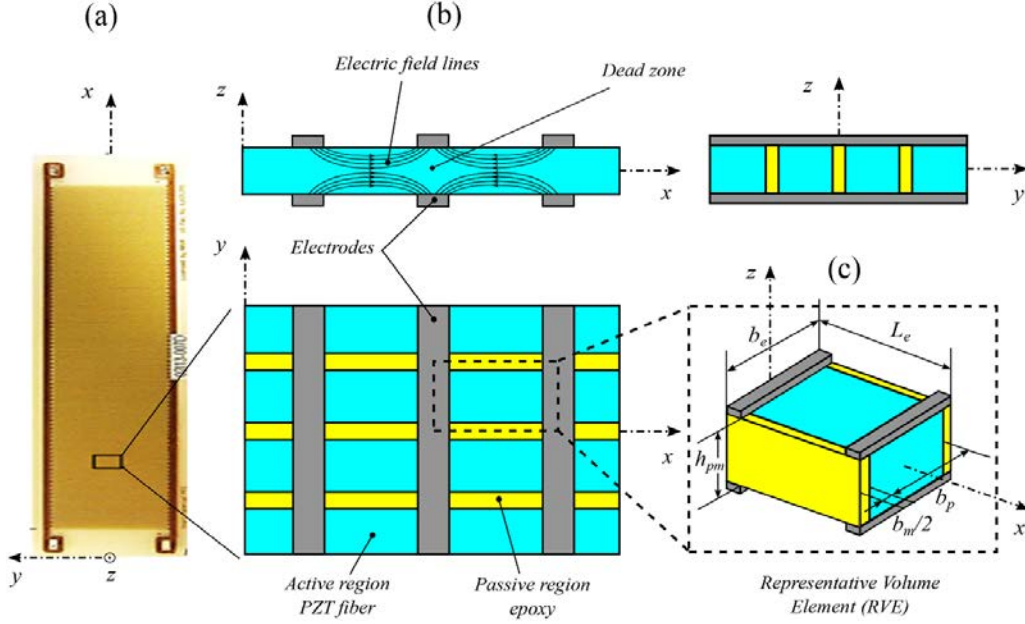 (a)
(b)
x
Electric field lines
Dead zone
z
x
z
y
Electrodes
y
x
(c)
z
b_e
L_e
h_pm
b_p
b_m/2
x
y
z
Active region
PZT fiber
Passive region
epoxy
Representative Volume
Element (RVE)